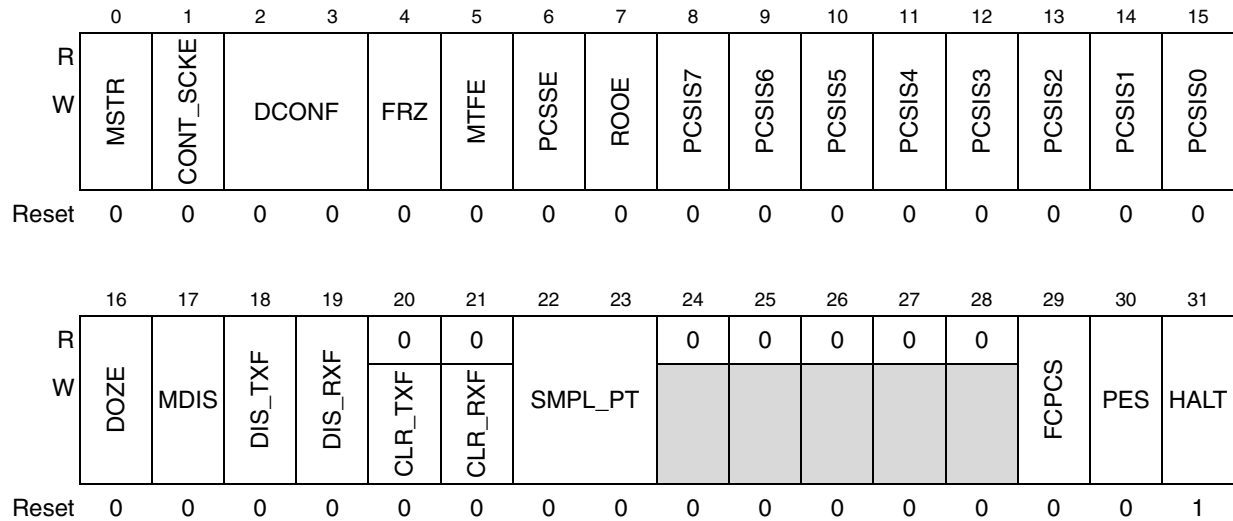 0 1 2 3 4 5 6 7 8 9 10 11 12 13 14 15
R
W
MSTR CONT_SCKE DCONF FRZ MTFE PCSSE ROOE PCSIS7 PCSIS6 PCSIS5 PCSIS4 PCSIS3 PCSIS2 PCSIS1 PCSIS0
Reset 0 0 0 0 0 0 0 0 0 0 0 0 0 0 0 0
16 17 18 19 20 21 22 23 24 25 26 27 28 29 30 31
R 0 0 0 0 0 0 0
W
DOZE MDIS DIS_TXF DIS_RXF CLR_TXF CLR_RXF SMPL_PT FCPCS PES HALT
Reset 0 0 0 0 0 0 0 0 0 0 0 0 0 0 0 1